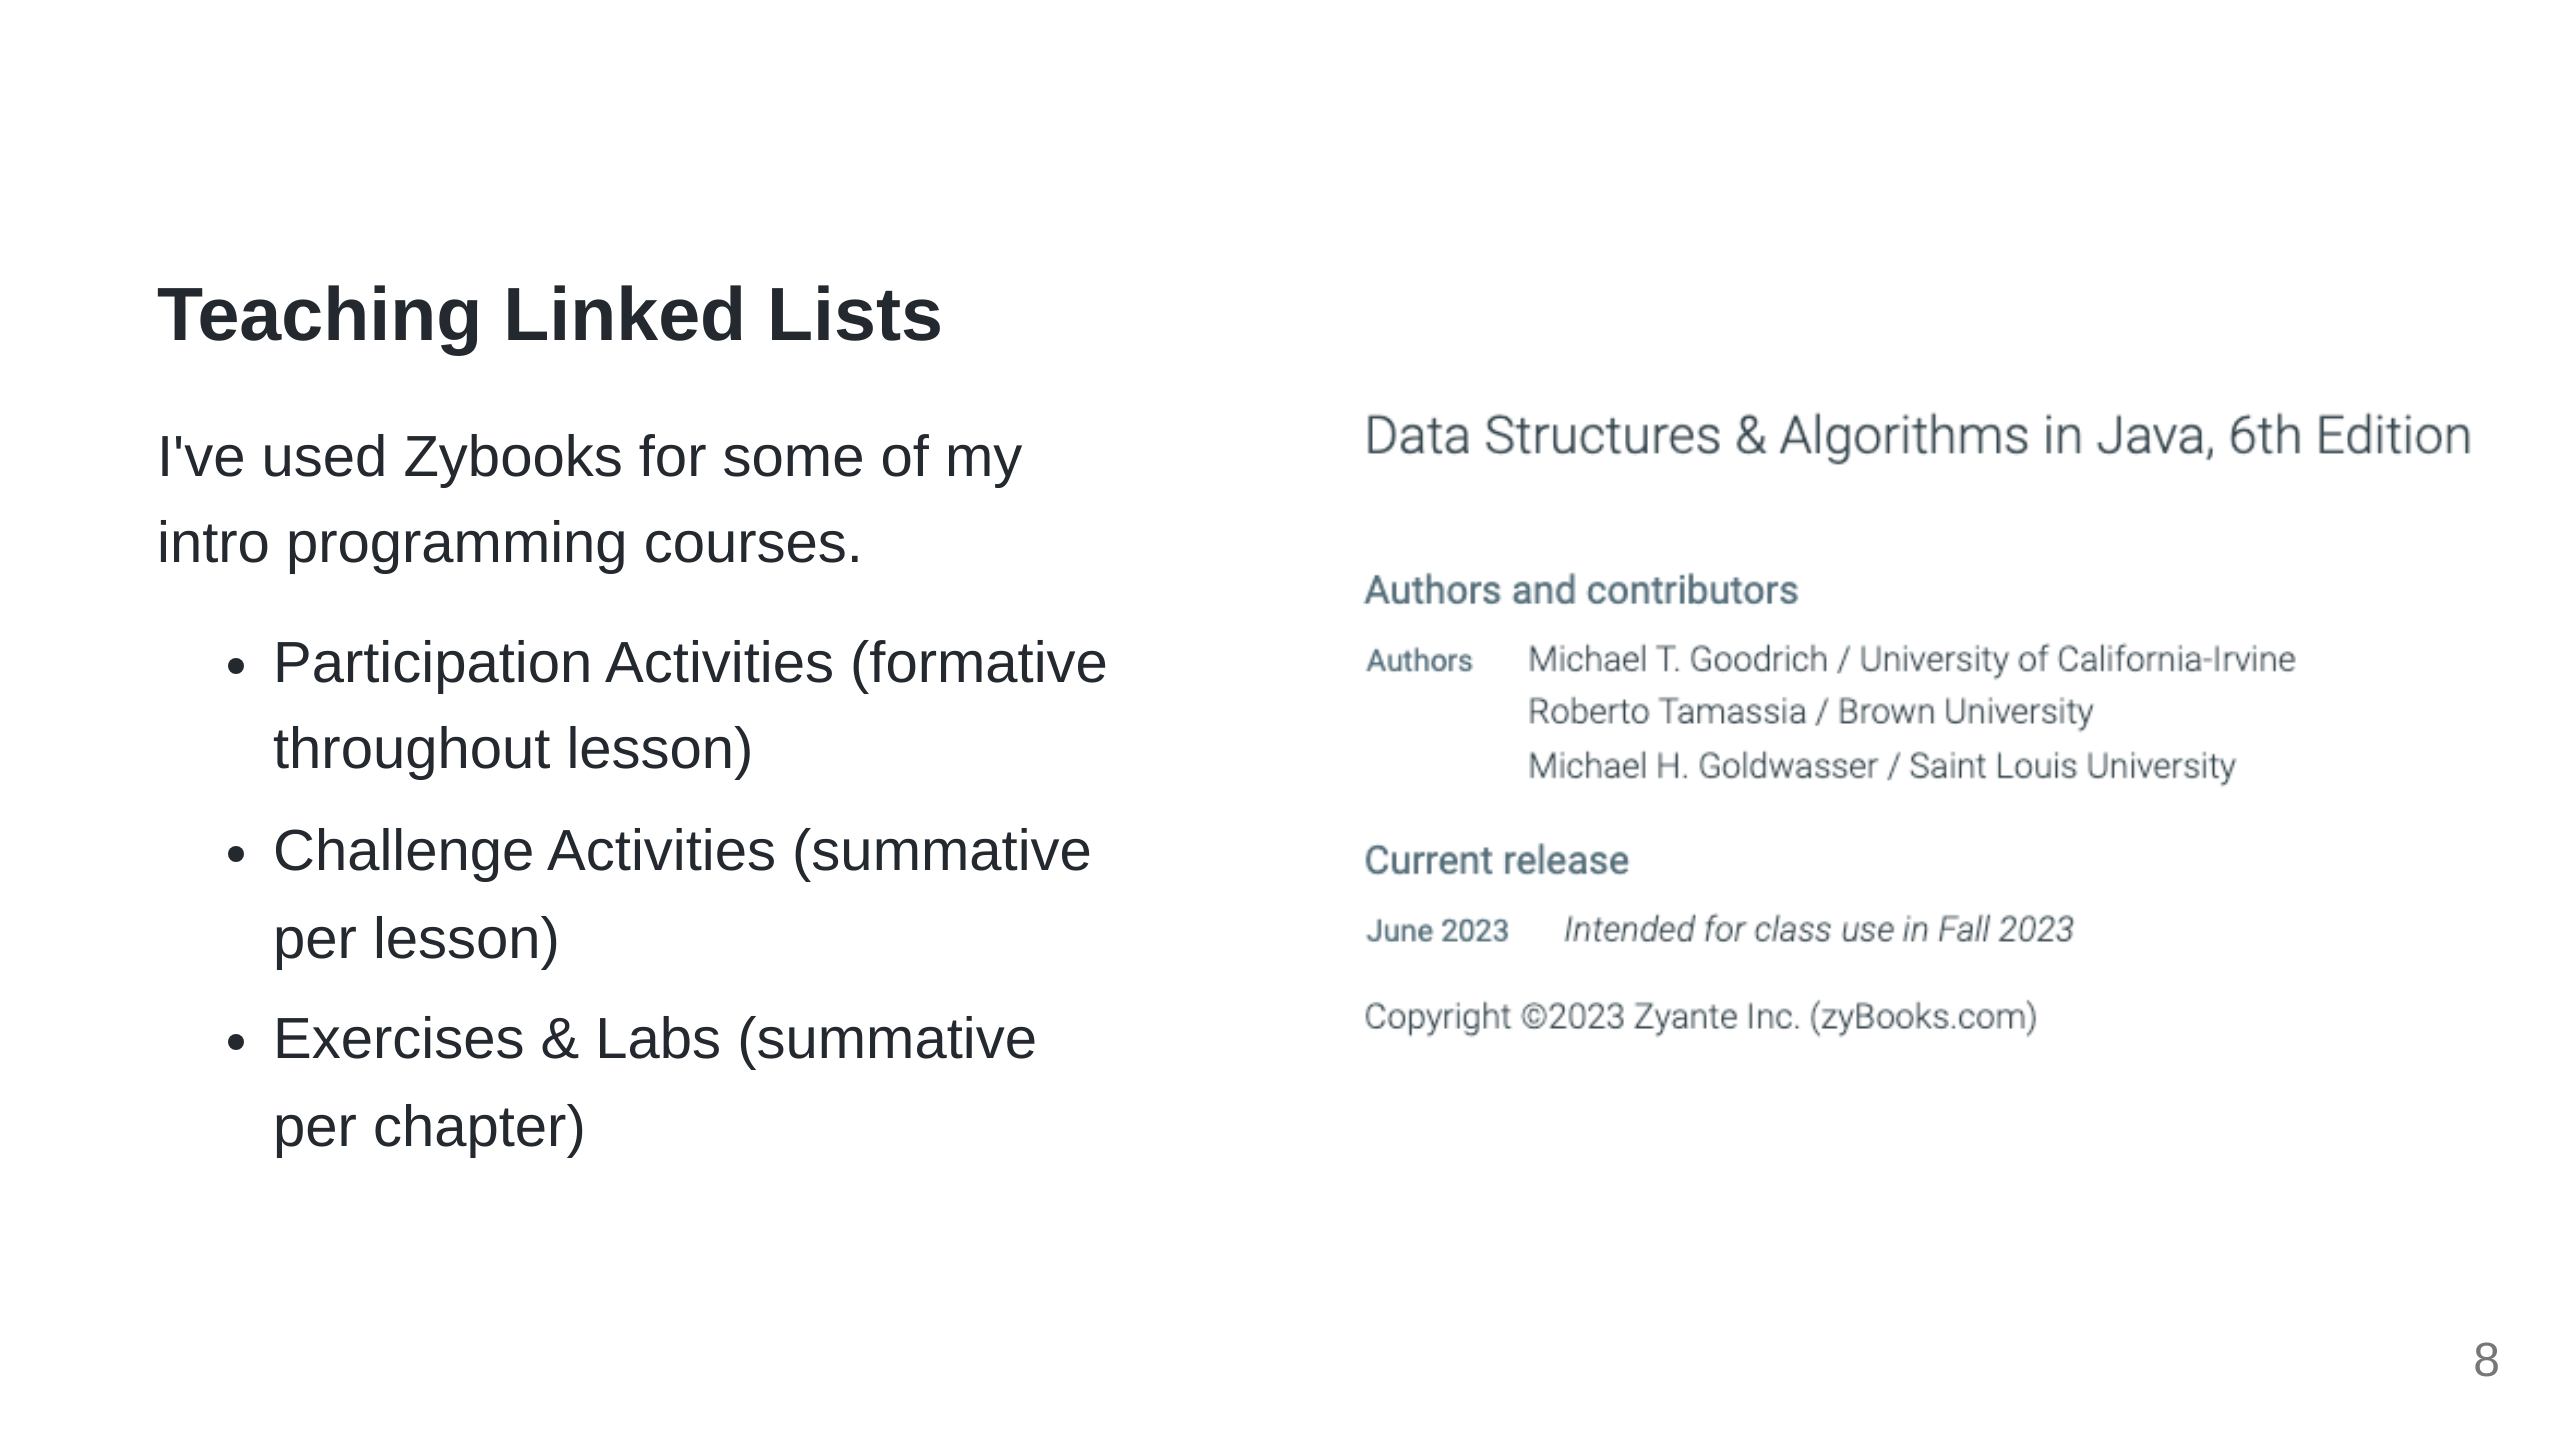 Teaching Linked Lists
I've used Zybooks for some of my
intro programming courses.
• Participation Activities (formative
throughout lesson)
• Challenge Activities (summative
per lesson)
• Exercises & Labs (summative
per chapter)
Data Structures & Algorithms in Java, 6th Edition
Authors and contributors
Authors Michael T. Goodrich / University of California-Irvine
Roberto Tamassia / Brown University
Michael H. Goldwasser / Saint Louis University
Current release
June 2023 Intended for class use in Fall 2023
Copyright ©2023 Zyante Inc. (zyBooks.com)
8